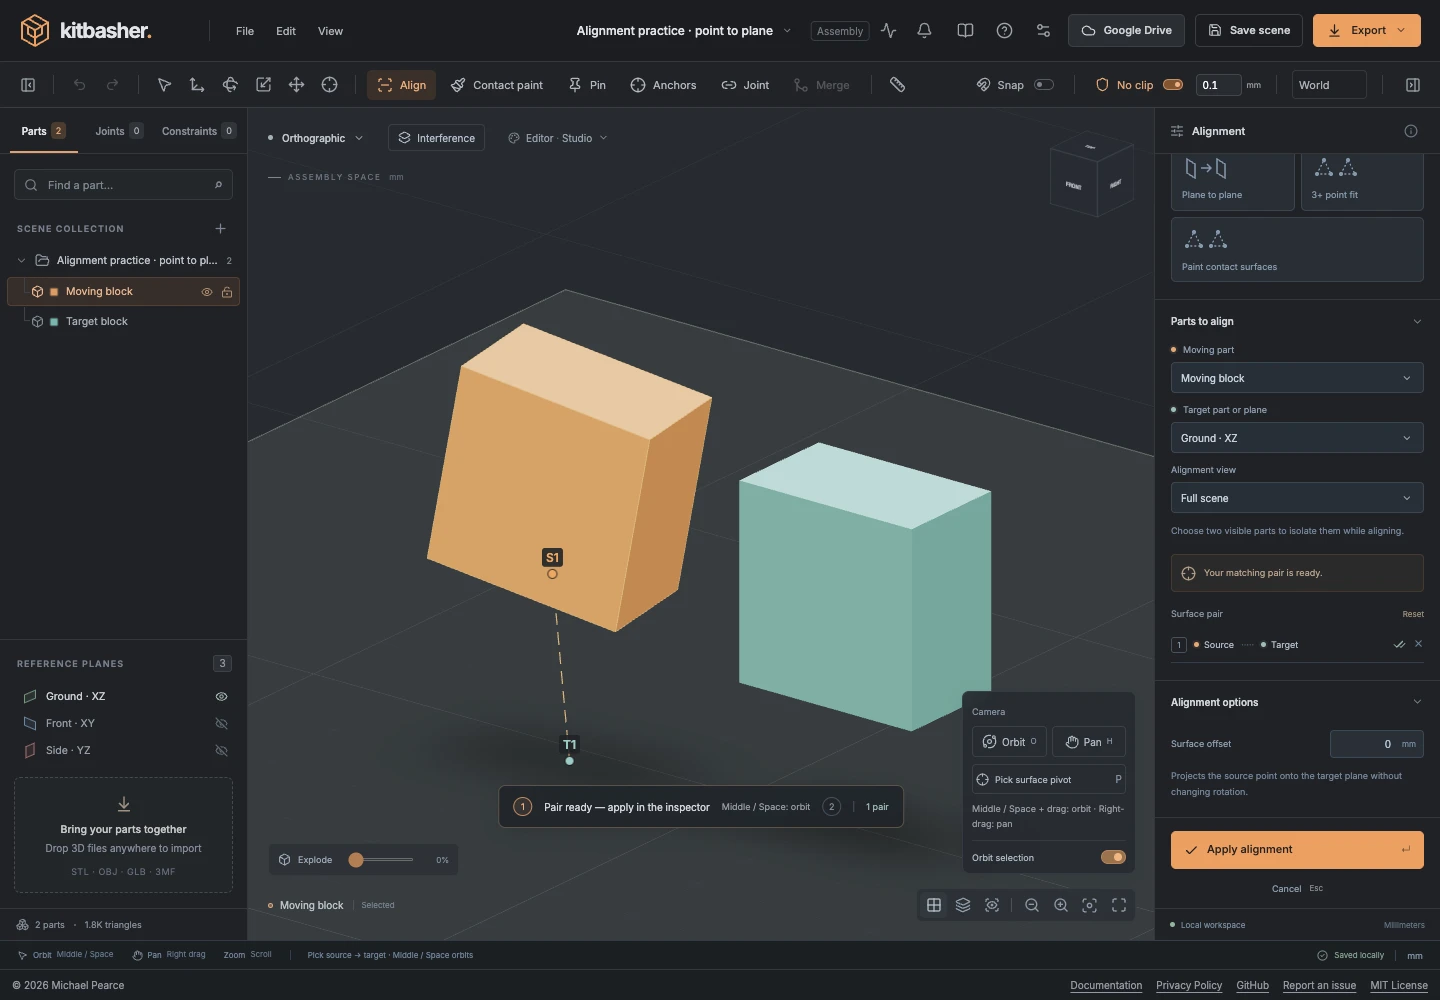 kitbasher.
File Edit View
Alignment practice · point to plane
Assembly
Google Drive
Save scene
Export
Align
Contact paint
Pin
Anchors
Joint
Merge
Snap
No clip
0.1 mm
World
Parts 2
Joints 0
Constraints 0
Find a part...
SCENE COLLECTION
Alignment practice · point to pl... 2
Moving block
Target block
REFERENCE PLANES 3
Ground · XZ
Front · XY
Side · YZ
Bring your parts together
Drop 3D files anywhere to import
STL · OBJ · GLB · 3MF
2 parts · 1.8K triangles
Orthographic
Interference
Editor · Studio
ASSEMBLY SPACE mm
FRONT
RIGHT
S1
T1
1 Pair ready — apply in the inspector Middle / Space: orbit 2 1 pair
Explode 0%
Moving block Selected
Camera
Orbit O
Pan H
Pick surface pivot P
Middle / Space + drag: orbit · Right-
drag: pan
Orbit selection
Alignment
Plane to plane
3+ point fit
Paint contact surfaces
Parts to align
Moving part
Moving block
Target part or plane
Ground · XZ
Alignment view
Full scene
Choose two visible parts to isolate them while aligning.
Your matching pair is ready.
Surface pair Reset
1 Source Target
Alignment options
Surface offset 0 mm
Projects the source point onto the target plane without
changing rotation.
Apply alignment
Cancel Esc
Local workspace Millimeters
Orbit Middle / Space Pan Right drag Zoom Scroll Pick source → target · Middle / Space orbits
Saved locally mm
© 2026 Michael Pearce
Documentation Privacy Policy GitHub Report an issue MIT License